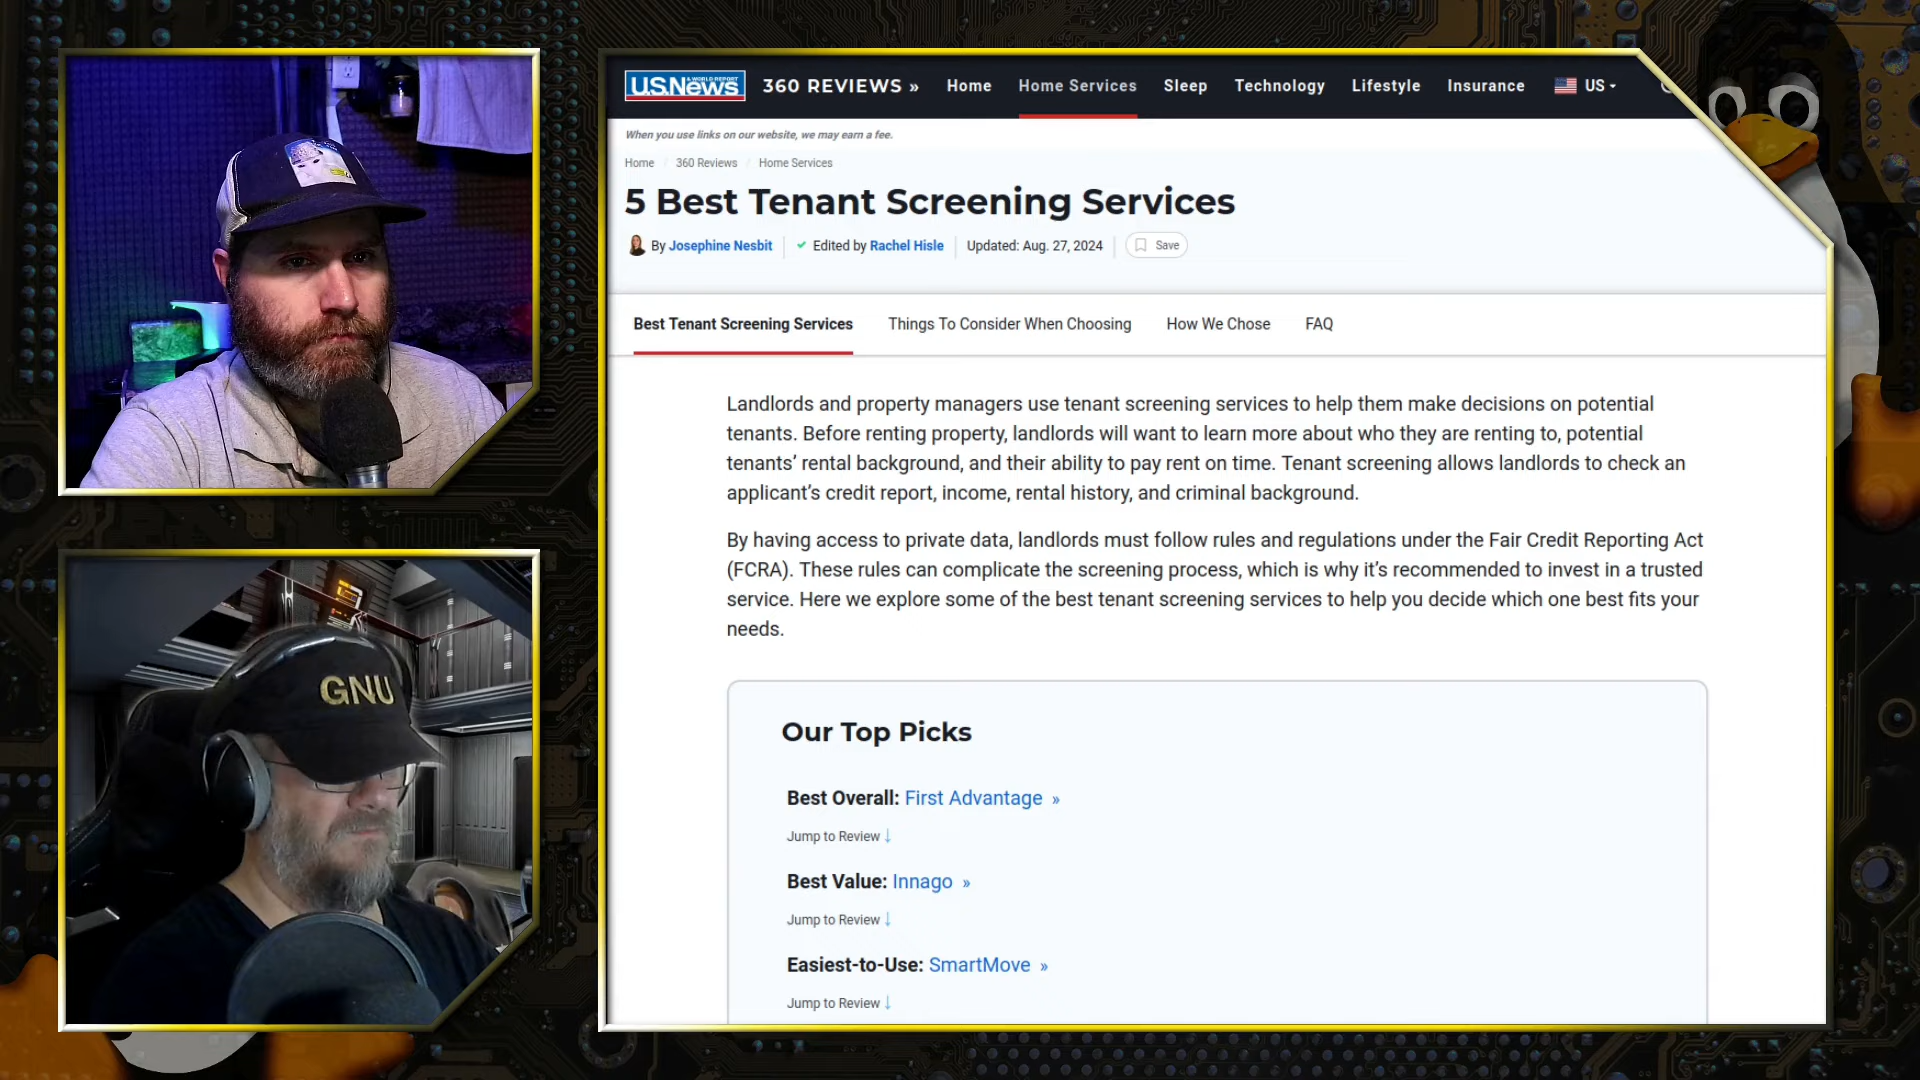 U.S.News
& WORLD REPORT
360 REVIEWS »
Home
Home Services
Sleep
Technology
Lifestyle
Insurance
US
When you use links on our website, we may earn a fee.
Home / 360 Reviews / Home Services
5 Best Tenant Screening Services
By Josephine Nesbit
Edited by Rachel Hisle
Updated: Aug. 27, 2024
Save
Best Tenant Screening Services
Things To Consider When Choosing
How We Chose
FAQ
Landlords and property managers use tenant screening services to help them make decisions on potential
tenants. Before renting property, landlords will want to learn more about who they are renting to, potential
tenants’ rental background, and their ability to pay rent on time. Tenant screening allows landlords to check an
applicant’s credit report, income, rental history, and criminal background.
By having access to private data, landlords must follow rules and regulations under the Fair Credit Reporting Act
(FCRA). These rules can complicate the screening process, which is why it’s recommended to invest in a trusted
service. Here we explore some of the best tenant screening services to help you decide which one best fits your
needs.
Our Top Picks
Best Overall: First Advantage »
Jump to Review ↓
Best Value: Innago »
Jump to Review ↓
Easiest-to-Use: SmartMove »
Jump to Review ↓
GNU